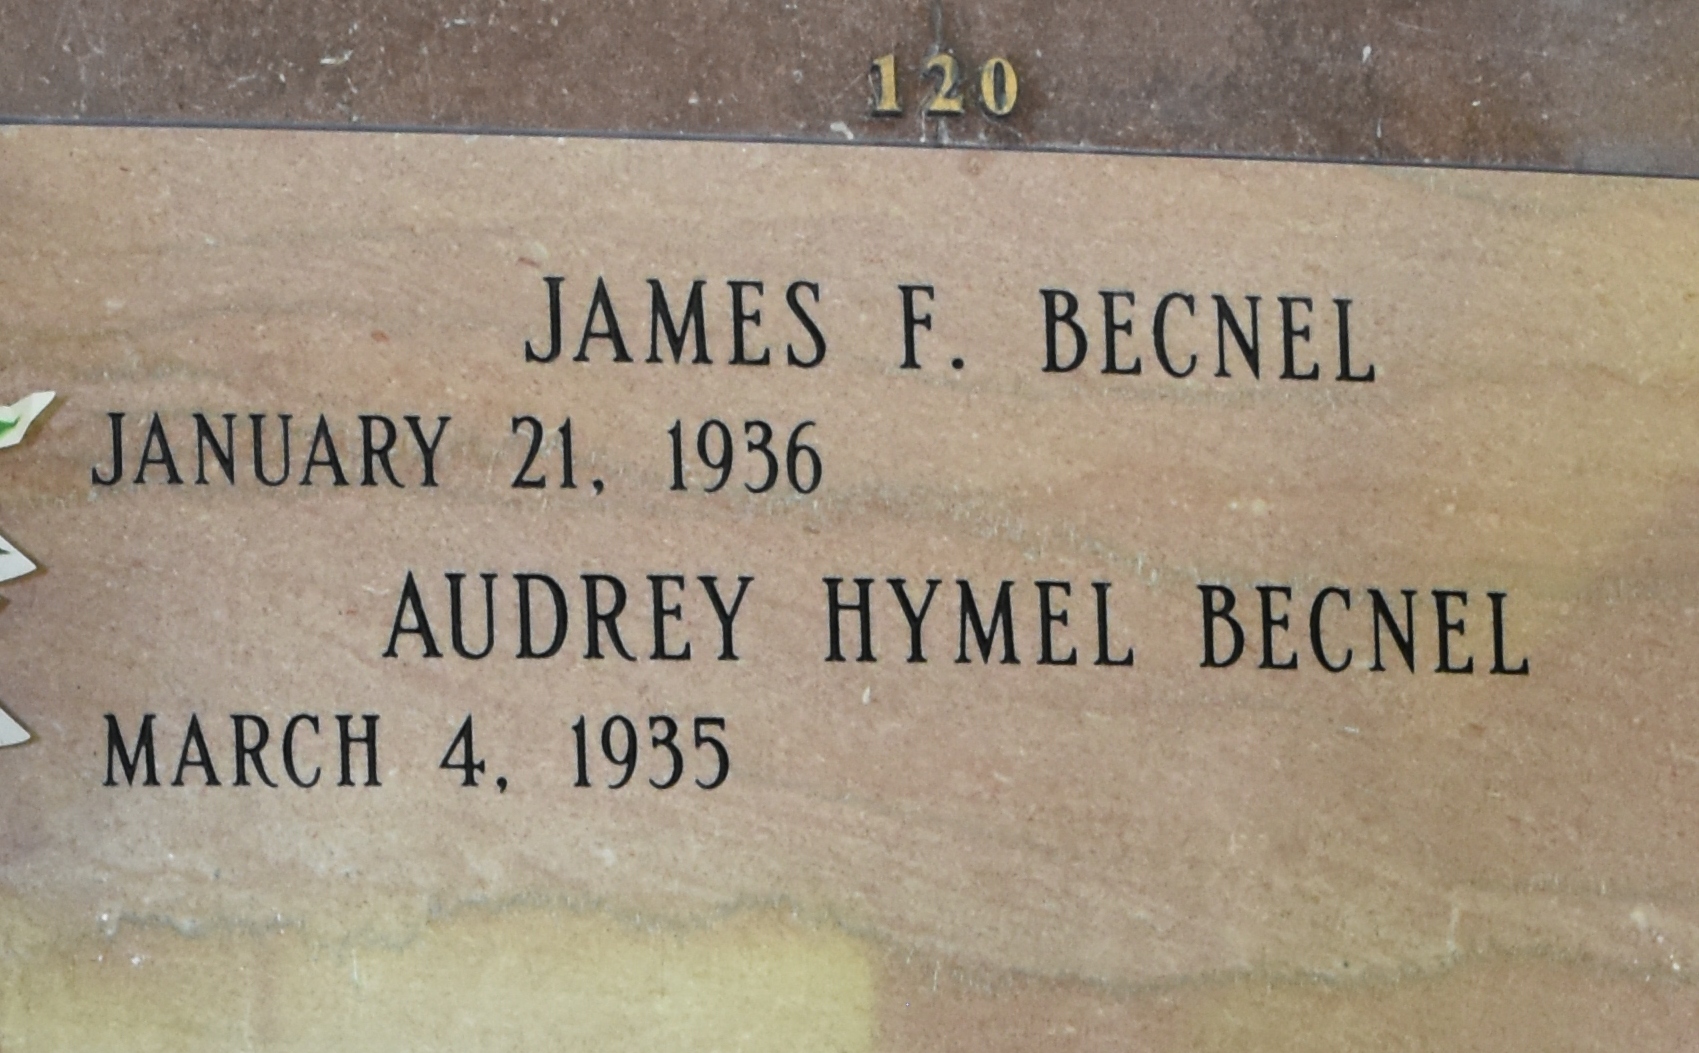 120
JAMES F. BECNEL
JANUARY 21, 1936
AUDREY HYMEL BECNEL
MARCH 4, 1935